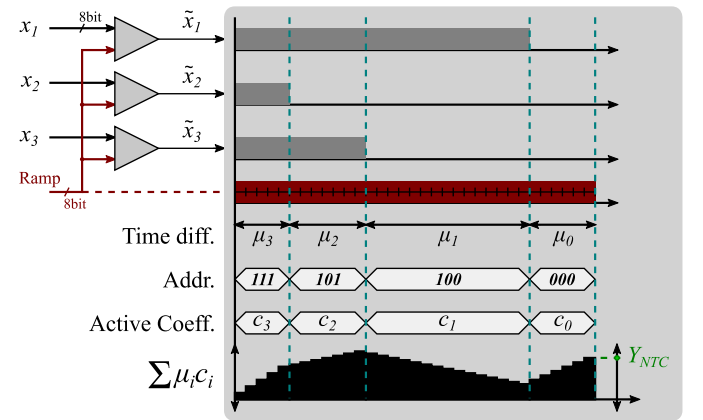 x₁ 8bit x̃₁
x₂ x̃₂
x₃ x̃₃
Ramp
8bit
Time diff. μ₃ μ₂ μ₁ μ₀
Addr. 111 101 100 000
Active Coeff. c₃ c₂ c₁ c₀
∑μᵢcᵢ Y_NTC